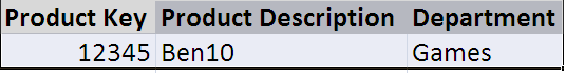 Product Key Product Description Department
12345 Ben10 Games